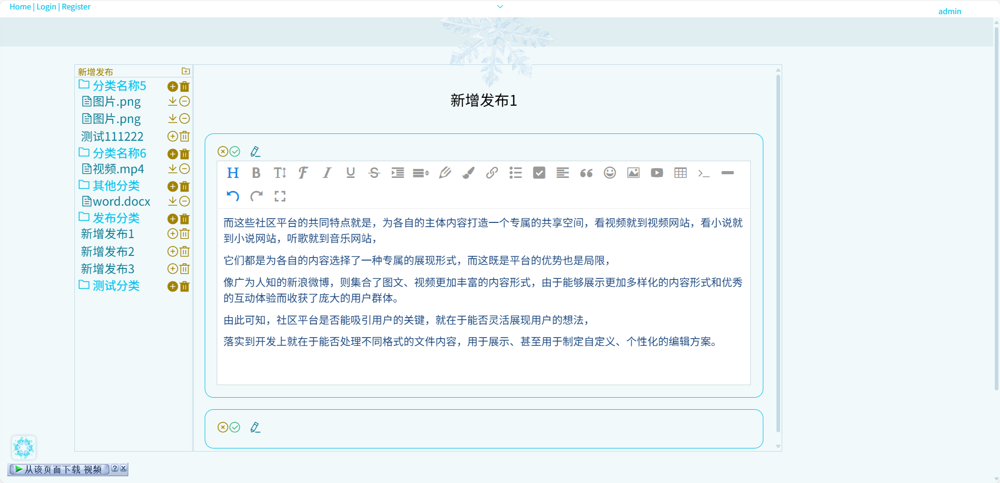 Home | Login | Register
admin
新增发布
分类名称5
图片.png
图片.png
测试111222
分类名称6
视频.mp4
其他分类
word.docx
发布分类
新增发布1
新增发布2
新增发布3
测试分类
新增发布1
而这些社区平台的共同特点就是，为各自的主体内容打造一个专属的共享空间，看视频就到视频网站，看小说就
到小说网站，听歌就到音乐网站，
它们都是为各自的内容选择了一种专属的展现形式，而这既是平台的优势也是局限，
像广为人知的新浪微博，则集合了图文、视频更加丰富的内容形式，由于能够展示更加多样化的内容形式和优秀
的互动体验而收获了庞大的用户群体。
由此可知，社区平台是否能吸引用户的关键，就在于能否灵活展现用户的想法，
落实到开发上就在于能否处理不同格式的文件内容，用于展示、甚至用于制定自定义、个性化的编辑方案。
从该页面下载 视频